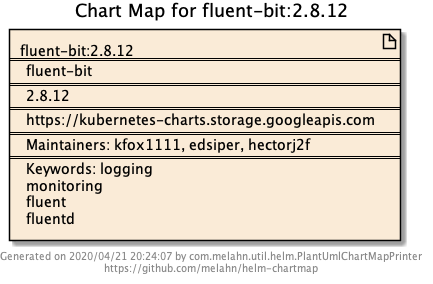 Chart Map for fluent-bit:2.8.12
fluent-bit:2.8.12
fluent-bit
2.8.12
https://kubernetes-charts.storage.googleapis.com
Maintainers: kfox1111, edsiper, hectorj2f
Keywords: logging
monitoring
fluent
fluentd
Generated on 2020/04/21 20:24:07 by com.melahn.util.helm.PlantUmlChartMapPrinter
https://github.com/melahn/helm-chartmap